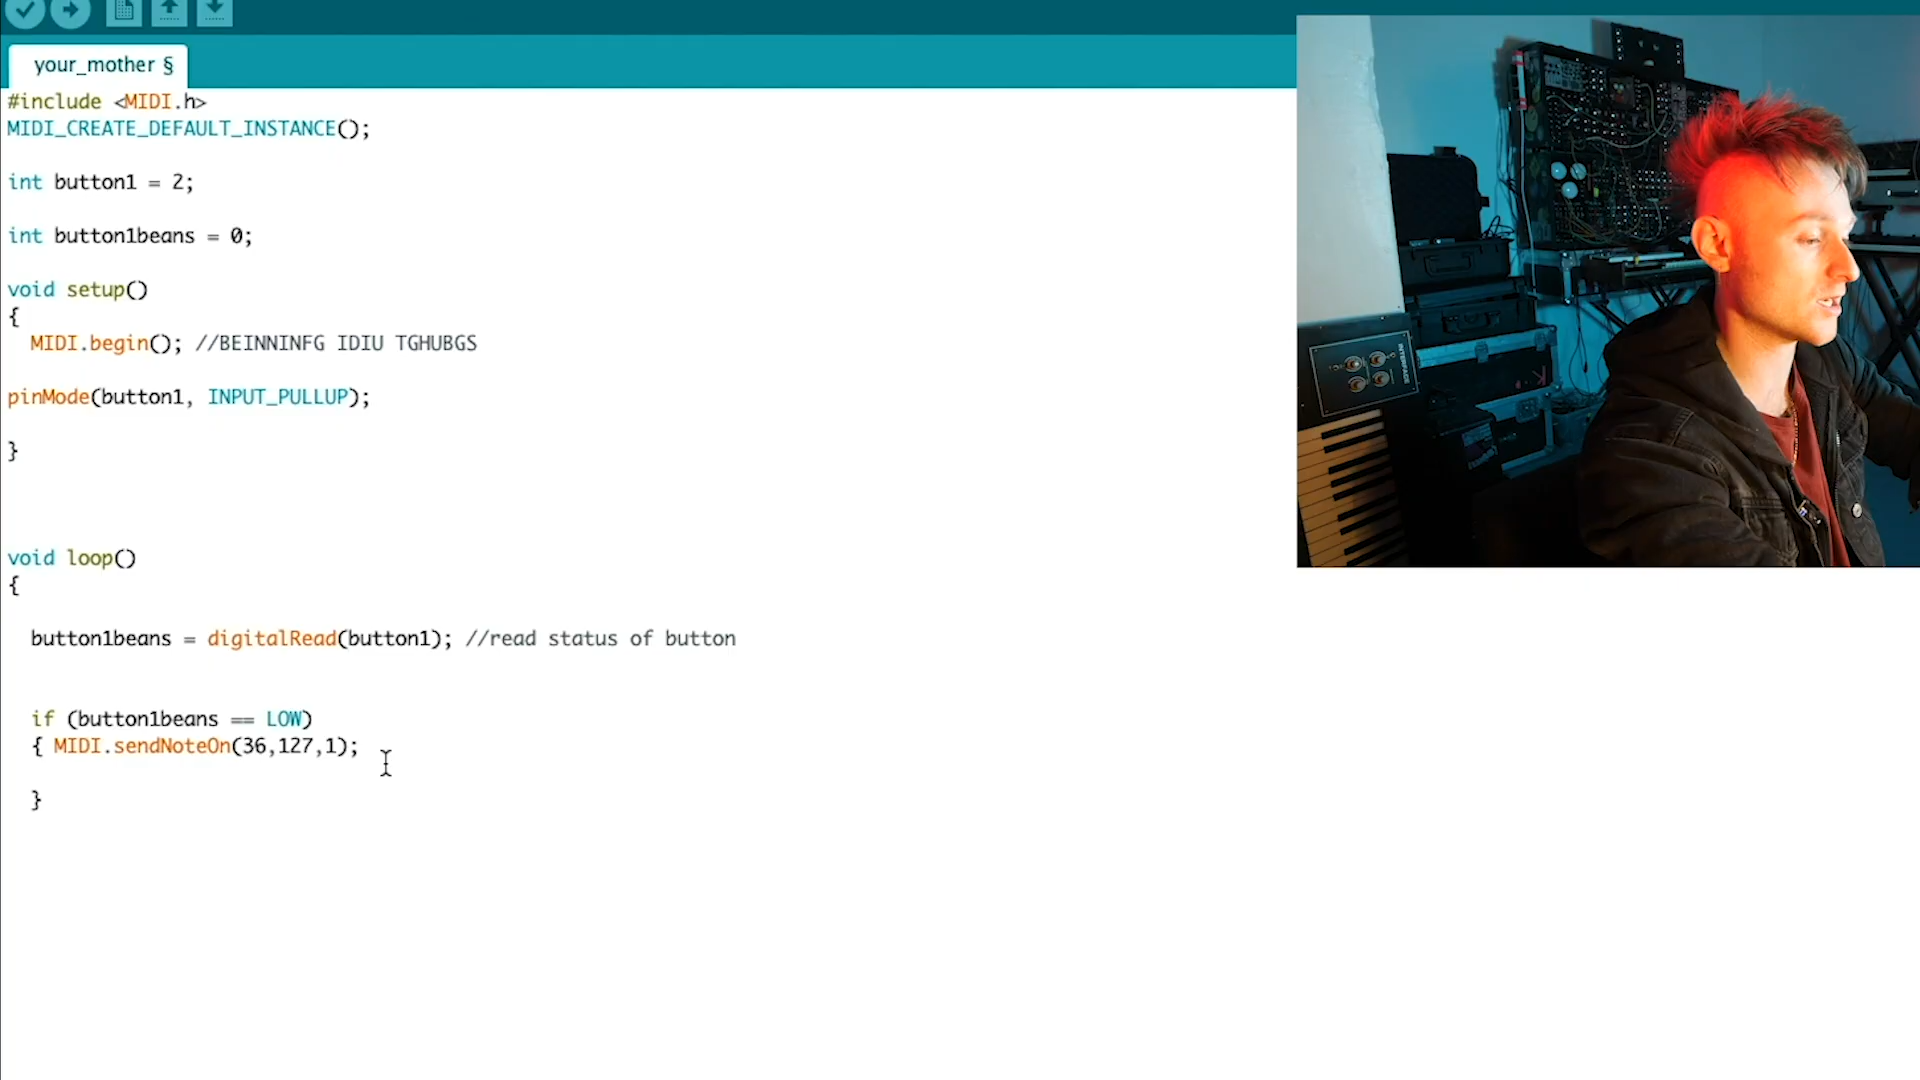 your_mother §
#include <MIDI.h>
MIDI_CREATE_DEFAULT_INSTANCE();
int button1 = 2;
int button1beans = 0;
void setup()
{
MIDI.begin(); //BEINNINFG IDIU TGHUBGS
pinMode(button1, INPUT_PULLUP);
}
void loop()
{
button1beans = digitalRead(button1); //read status of button
if (button1beans == LOW)
{ MIDI.sendNoteOn(36,127,1);
}
INTERFACE